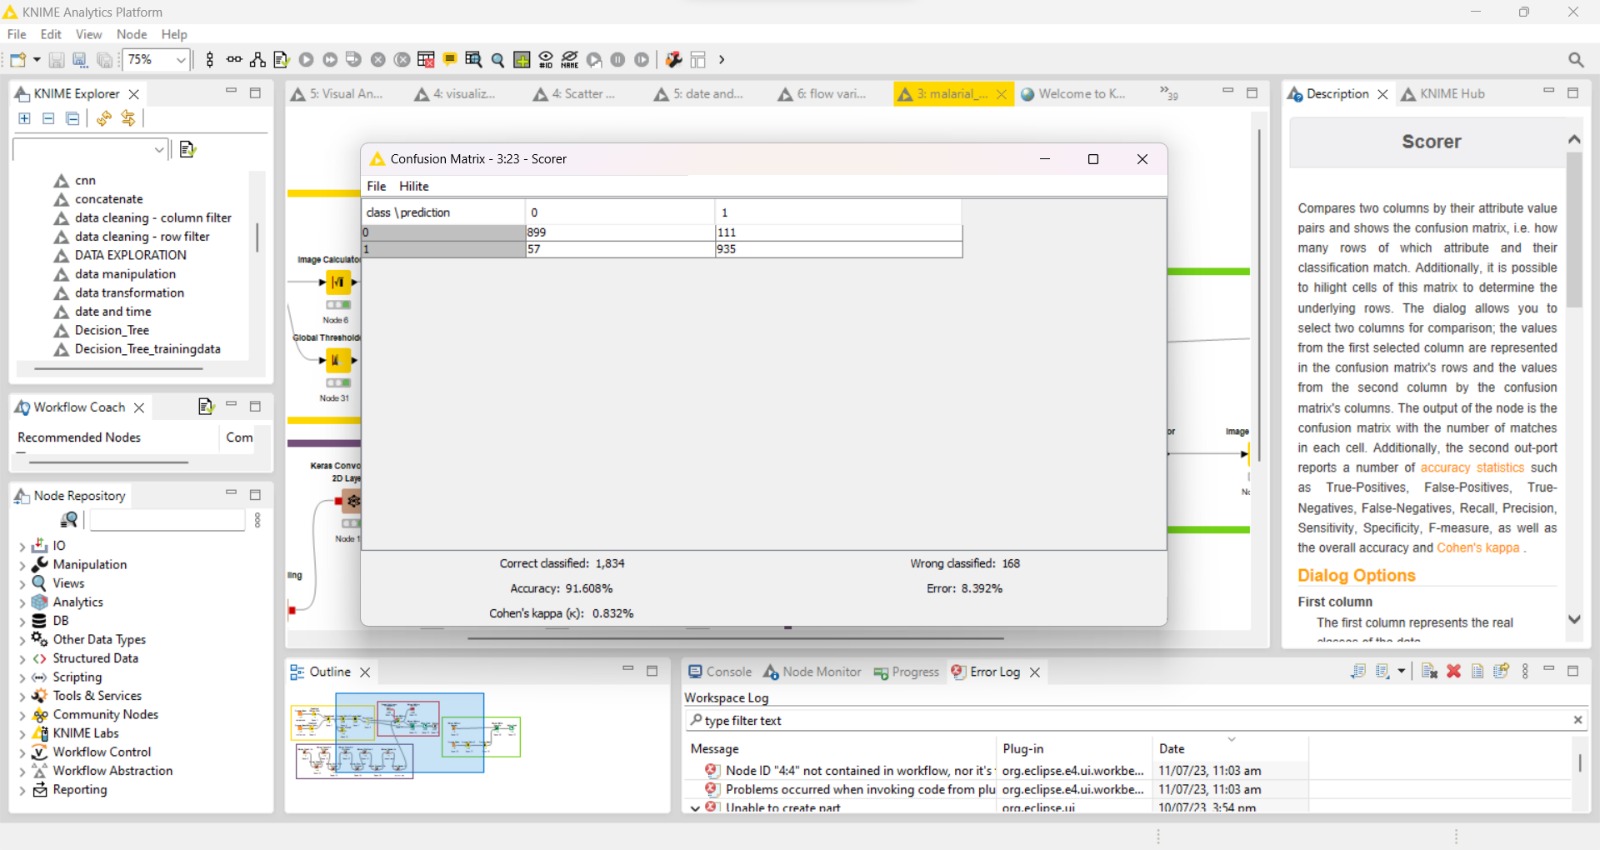 KNIME Analytics Platform
File Edit View Node Help
75%
KNIME Explorer
cnn
concatenate
data cleaning - column filter
data cleaning - row filter
DATA EXPLORATION
data manipulation
data transformation
date and time
Decision_Tree
Decision_Tree_trainingdata
Workflow Coach
Recommended Nodes Com
Node Repository
IO
Manipulation
Views
Analytics
DB
Other Data Types
Structured Data
Scripting
Tools & Services
Community Nodes
KNIME Labs
Workflow Control
Workflow Abstraction
Reporting
5: Visual An... 4: visualiz... 4: Scatter ... 5: date and... 6: flow vari... 3: malarial_... Welcome to K... »39
Image Calculato
Node 6
Global Threshold
Node 31
Keras Convo
2D Laye
Node 1
ing
or Image
No
Confusion Matrix - 3:23 - Scorer
File Hilite
class \ prediction 0 1
0 899 111
1 57 935
Correct classified: 1,834 Wrong classified: 168
Accuracy: 91.608% Error: 8.392%
Cohen's kappa (κ): 0.832%
Description KNIME Hub
Scorer
Compares two columns by their attribute value
pairs and shows the confusion matrix, i.e. how
many rows of which attribute and their
classification match. Additionally, it is possible
to hilight cells of this matrix to determine the
underlying rows. The dialog allows you to
select two columns for comparison; the values
from the first selected column are represented
in the confusion matrix's rows and the values
from the second column by the confusion
matrix's columns. The output of the node is the
confusion matrix with the number of matches
in each cell. Additionally, the second out-port
reports a number of accuracy statistics such
as True-Positives, False-Positives, True-
Negatives, False-Negatives, Recall, Precision,
Sensitivity, Specificity, F-measure, as well as
the overall accuracy and Cohen's kappa .
Dialog Options
First column
The first column represents the real
classes of the data
Outline
Console Node Monitor Progress Error Log
Workspace Log
type filter text
Message Plug-in Date
Node ID "4:4" not contained in workflow, nor it's org.eclipse.e4.ui.workbe... 11/07/23, 11:03 am
Problems occurred when invoking code from plu org.eclipse.e4.ui.workbe... 11/07/23, 11:03 am
Unable to create part org.eclipse.ui 10/07/23 3:54 pm